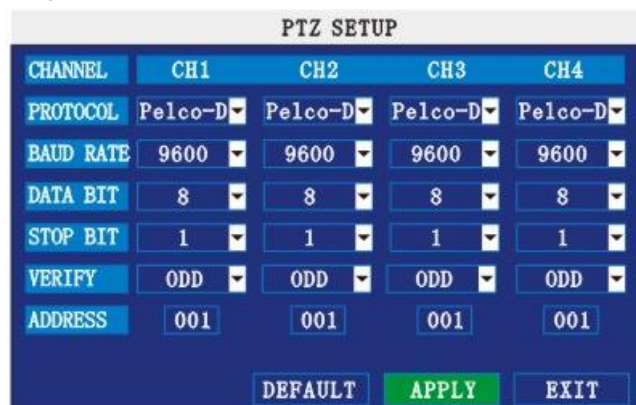 PTZ SETUP
CHANNEL CH1 CH2 CH3 CH4
PROTOCOL Pelco-D Pelco-D Pelco-D Pelco-D
BAUD RATE 9600 9600 9600 9600
DATA BIT 8 8 8 8
STOP BIT 1 1 1 1
VERIFY ODD ODD ODD ODD
ADDRESS 001 001 001 001
DEFAULT APPLY EXIT